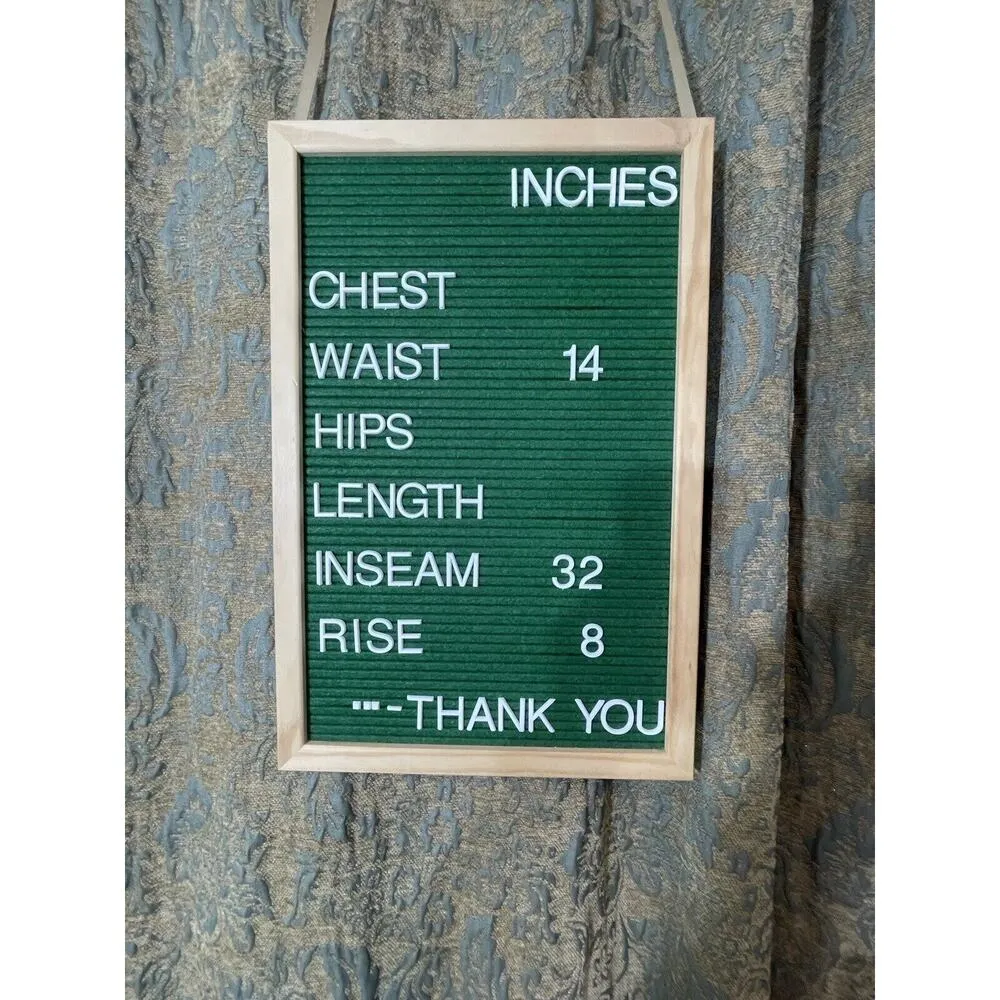 INCHES
CHEST
WAIST 14
HIPS
LENGTH
INSEAM 32
RISE 8
"'-THANK YOU